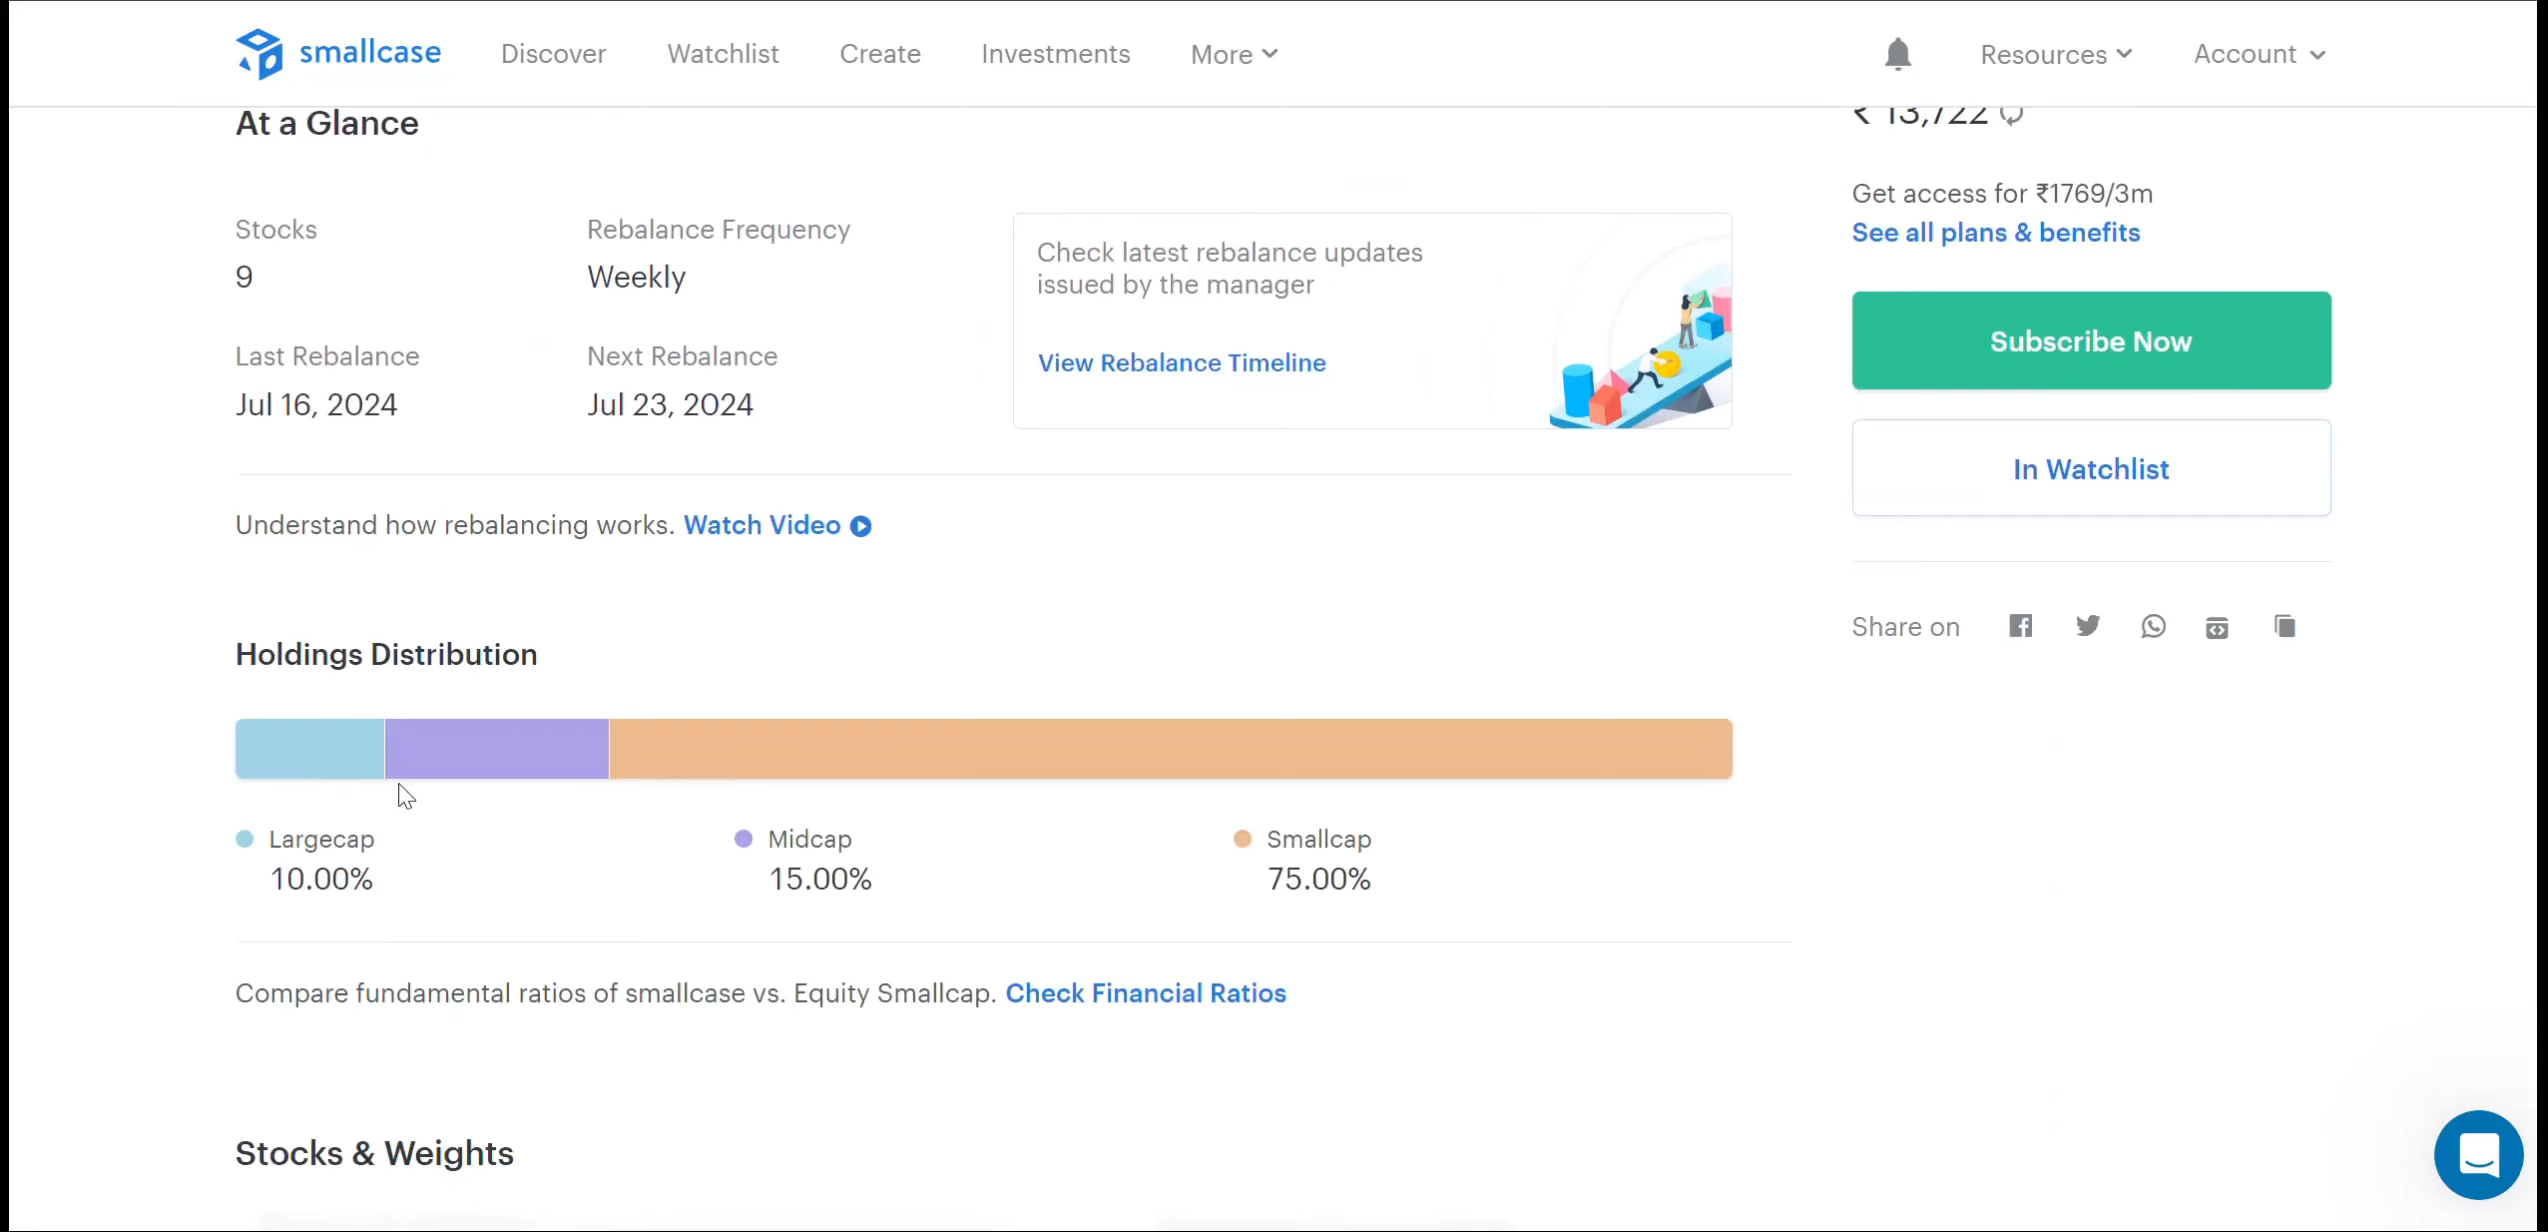 smallcase
Discover
Watchlist
Create
Investments
More
Resources
Account
At a Glance
Stocks
9
Rebalance Frequency
Weekly
Last Rebalance
Jul 16, 2024
Next Rebalance
Jul 23, 2024
Check latest rebalance updates
issued by the manager
View Rebalance Timeline
Understand how rebalancing works. Watch Video
Holdings Distribution
Largecap
10.00%
Midcap
15.00%
Smallcap
75.00%
Compare fundamental ratios of smallcase vs. Equity Smallcap. Check Financial Ratios
Stocks & Weights
₹ 13,722
Get access for ₹1769/3m
See all plans & benefits
Subscribe Now
In Watchlist
Share on